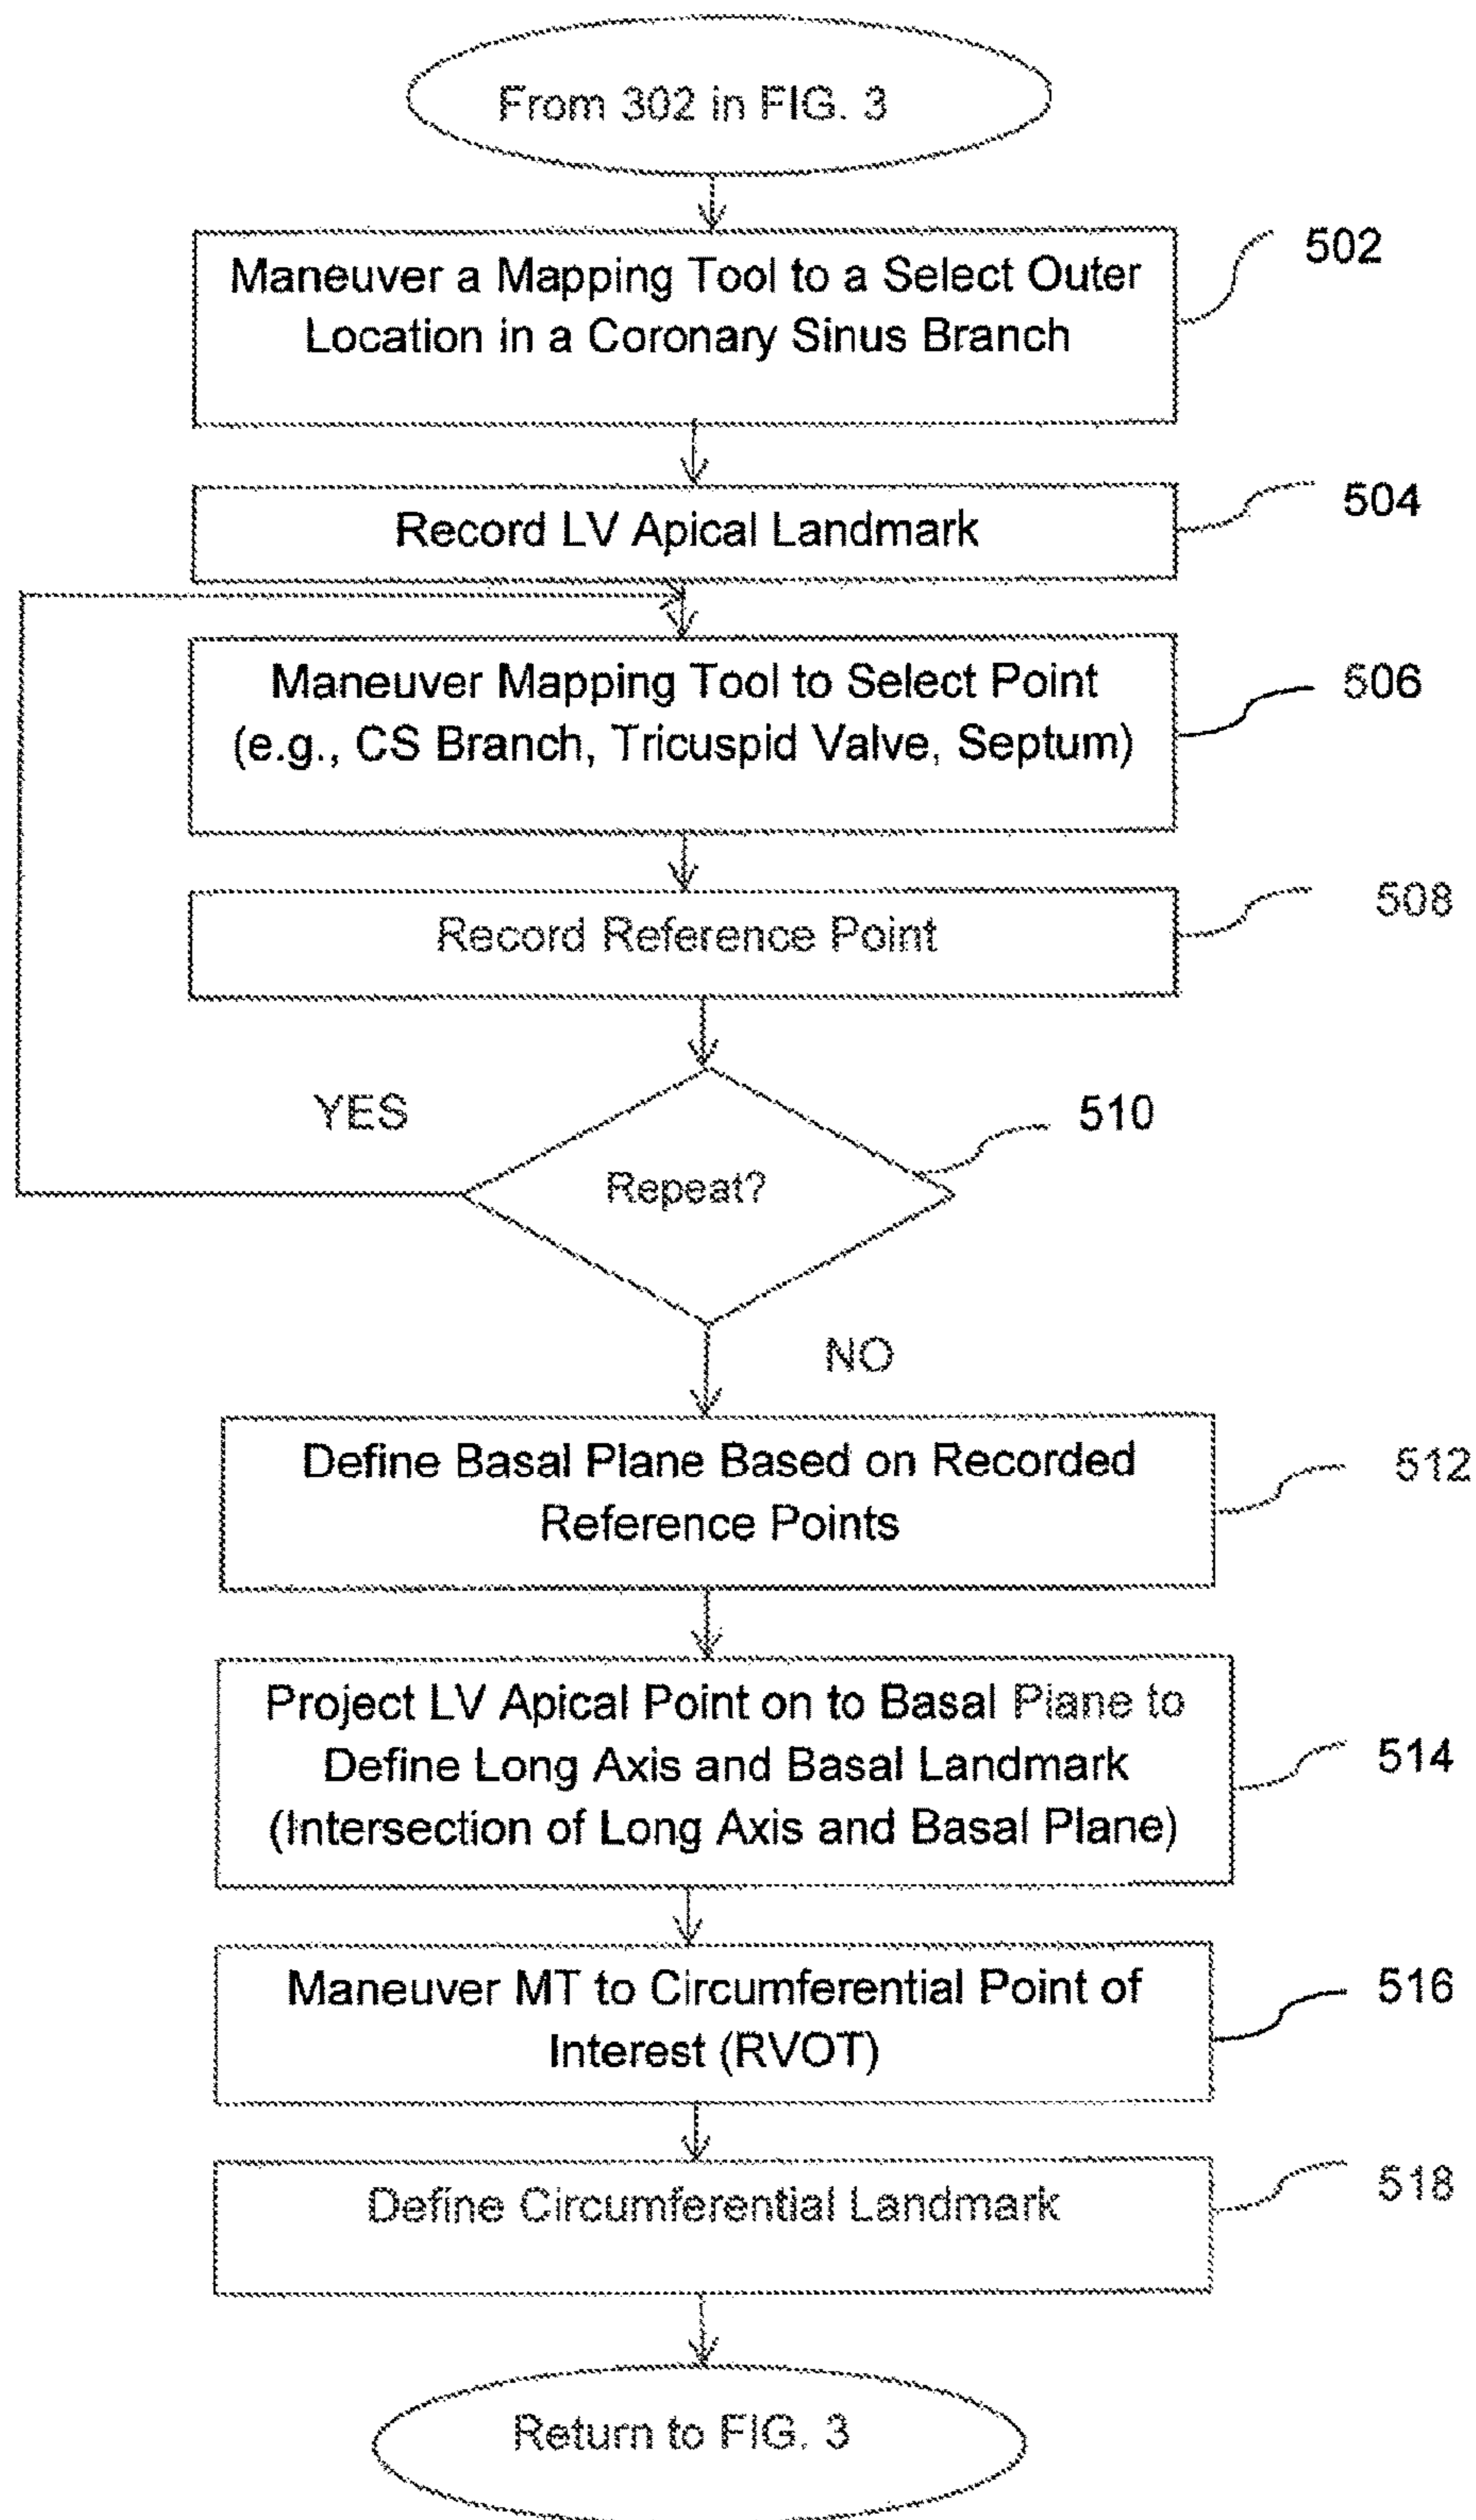 From 302 in FIG. 3
Maneuver a Mapping Tool to a Select Outer
Location in a Coronary Sinus Branch
502
Record LV Apical Landmark
504
Maneuver Mapping Tool to Select Point
(e.g., CS Branch, Tricuspid Valve, Septum)
506
Record Reference Point
508
YES
Repeat?
510
NO
Define Basal Plane Based on Recorded
Reference Points
512
Project LV Apical Point on to Basal Plane to
Define Long Axis and Basal Landmark
(Intersection of Long Axis and Basal Plane)
514
Maneuver MT to Circumferential Point of
Interest (RVOT)
516
Define Circumferential Landmark
518
Return to FIG. 3